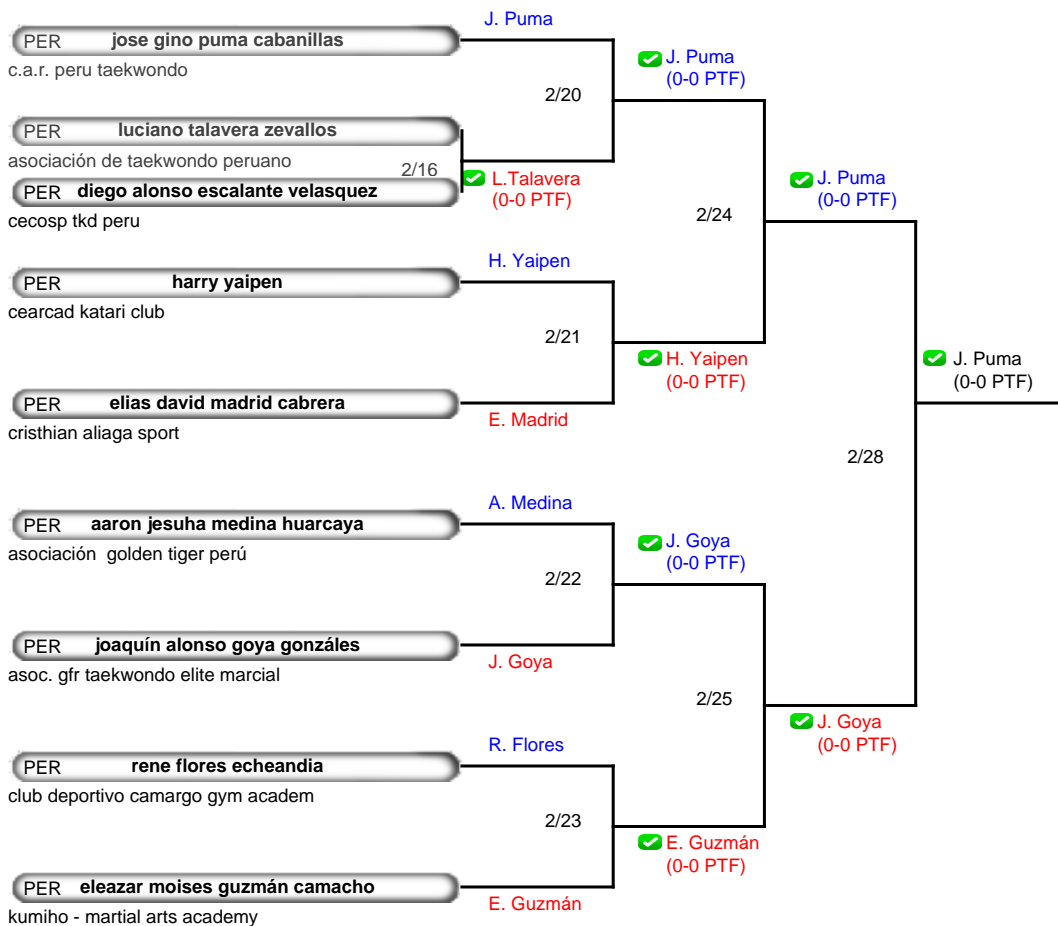 J. Puma
PER jose gino puma cabanillas
c.a.r. peru taekwondo
J. Puma
(0-0 PTF)
2/20
PER luciano talavera zevallos
asociación de taekwondo peruano
2/16
L.Talavera
(0-0 PTF)
PER diego alonso escalante velasquez
cecosp tkd peru
J. Puma
(0-0 PTF)
2/24
H. Yaipen
PER harry yaipen
cearcad katari club
2/21
H. Yaipen
(0-0 PTF)
J. Puma
(0-0 PTF)
PER elias david madrid cabrera
E. Madrid
cristhian aliaga sport
2/28
A. Medina
PER aaron jesuha medina huarcaya
asociación  golden tiger perú
J. Goya
(0-0 PTF)
2/22
PER joaquín alonso goya gonzáles
J. Goya
asoc. gfr taekwondo elite marcial
2/25
J. Goya
(0-0 PTF)
R. Flores
PER rene flores echeandia
club deportivo camargo gym academ
2/23
E. Guzmán
(0-0 PTF)
PER eleazar moises guzmán camacho
E. Guzmán
kumiho - martial arts academy